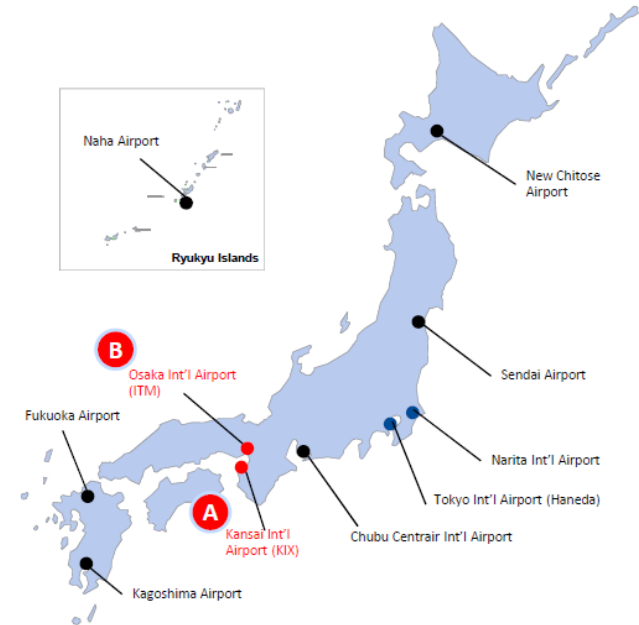 Naha Airport
New Chitose
Airport
Ryukyu Islands
B
Osaka Int'l Airport
(ITM)
Sendai Airport
Fukuoka Airport
Narita Int'l Airport
Tokyo Int'l Airport (Haneda)
A
Kansai Int'l
Airport (KIX)
Chubu Centrair Int'l Airport
Kagoshima Airport